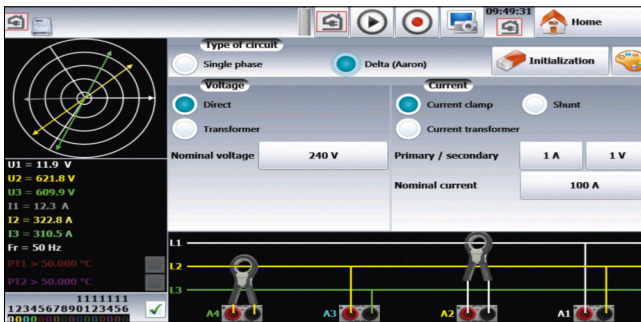 09:49:31
Home
Type of circuit
Single phase
Delta (Aaron)
Initialization
Voltage
Current
Direct
Current clamp
Shunt
Transformer
Current transformer
Nominal voltage
240 V
Primary / secondary
1 A
1 V
Nominal current
100 A
U1 = 11.9 V
U2 = 621.8 V
U3 = 609.9 V
I1 = 12.3 A
I2 = 322.8 A
I3 = 310.5 A
Fr = 50 Hz
PT1 > 50.000 °C
PT2 > 50.000 °C
1111111
1234567890123456
0000000000000000
L1
L2
L3
A4
A3
A2
A1